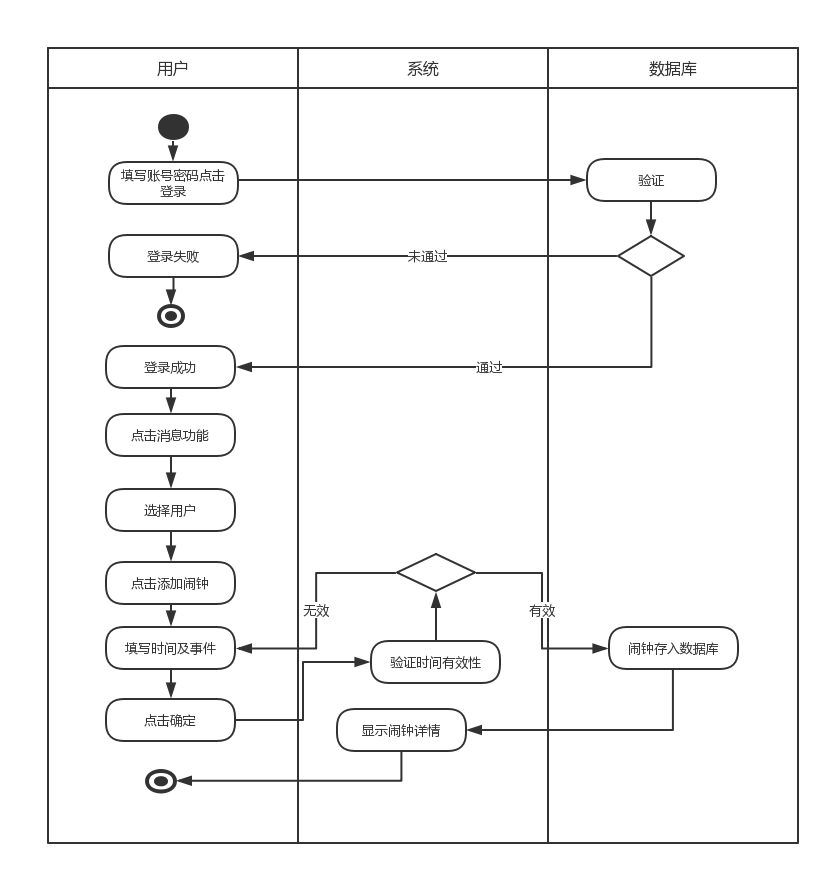 用户
系统
数据库
填写账号密码点击
登录
验证
登录失败
未通过
登录成功
通过
点击消息功能
选择用户
点击添加闹钟
无效
有效
填写时间及事件
验证时间有效性
闹钟存入数据库
点击确定
显示闹钟详情